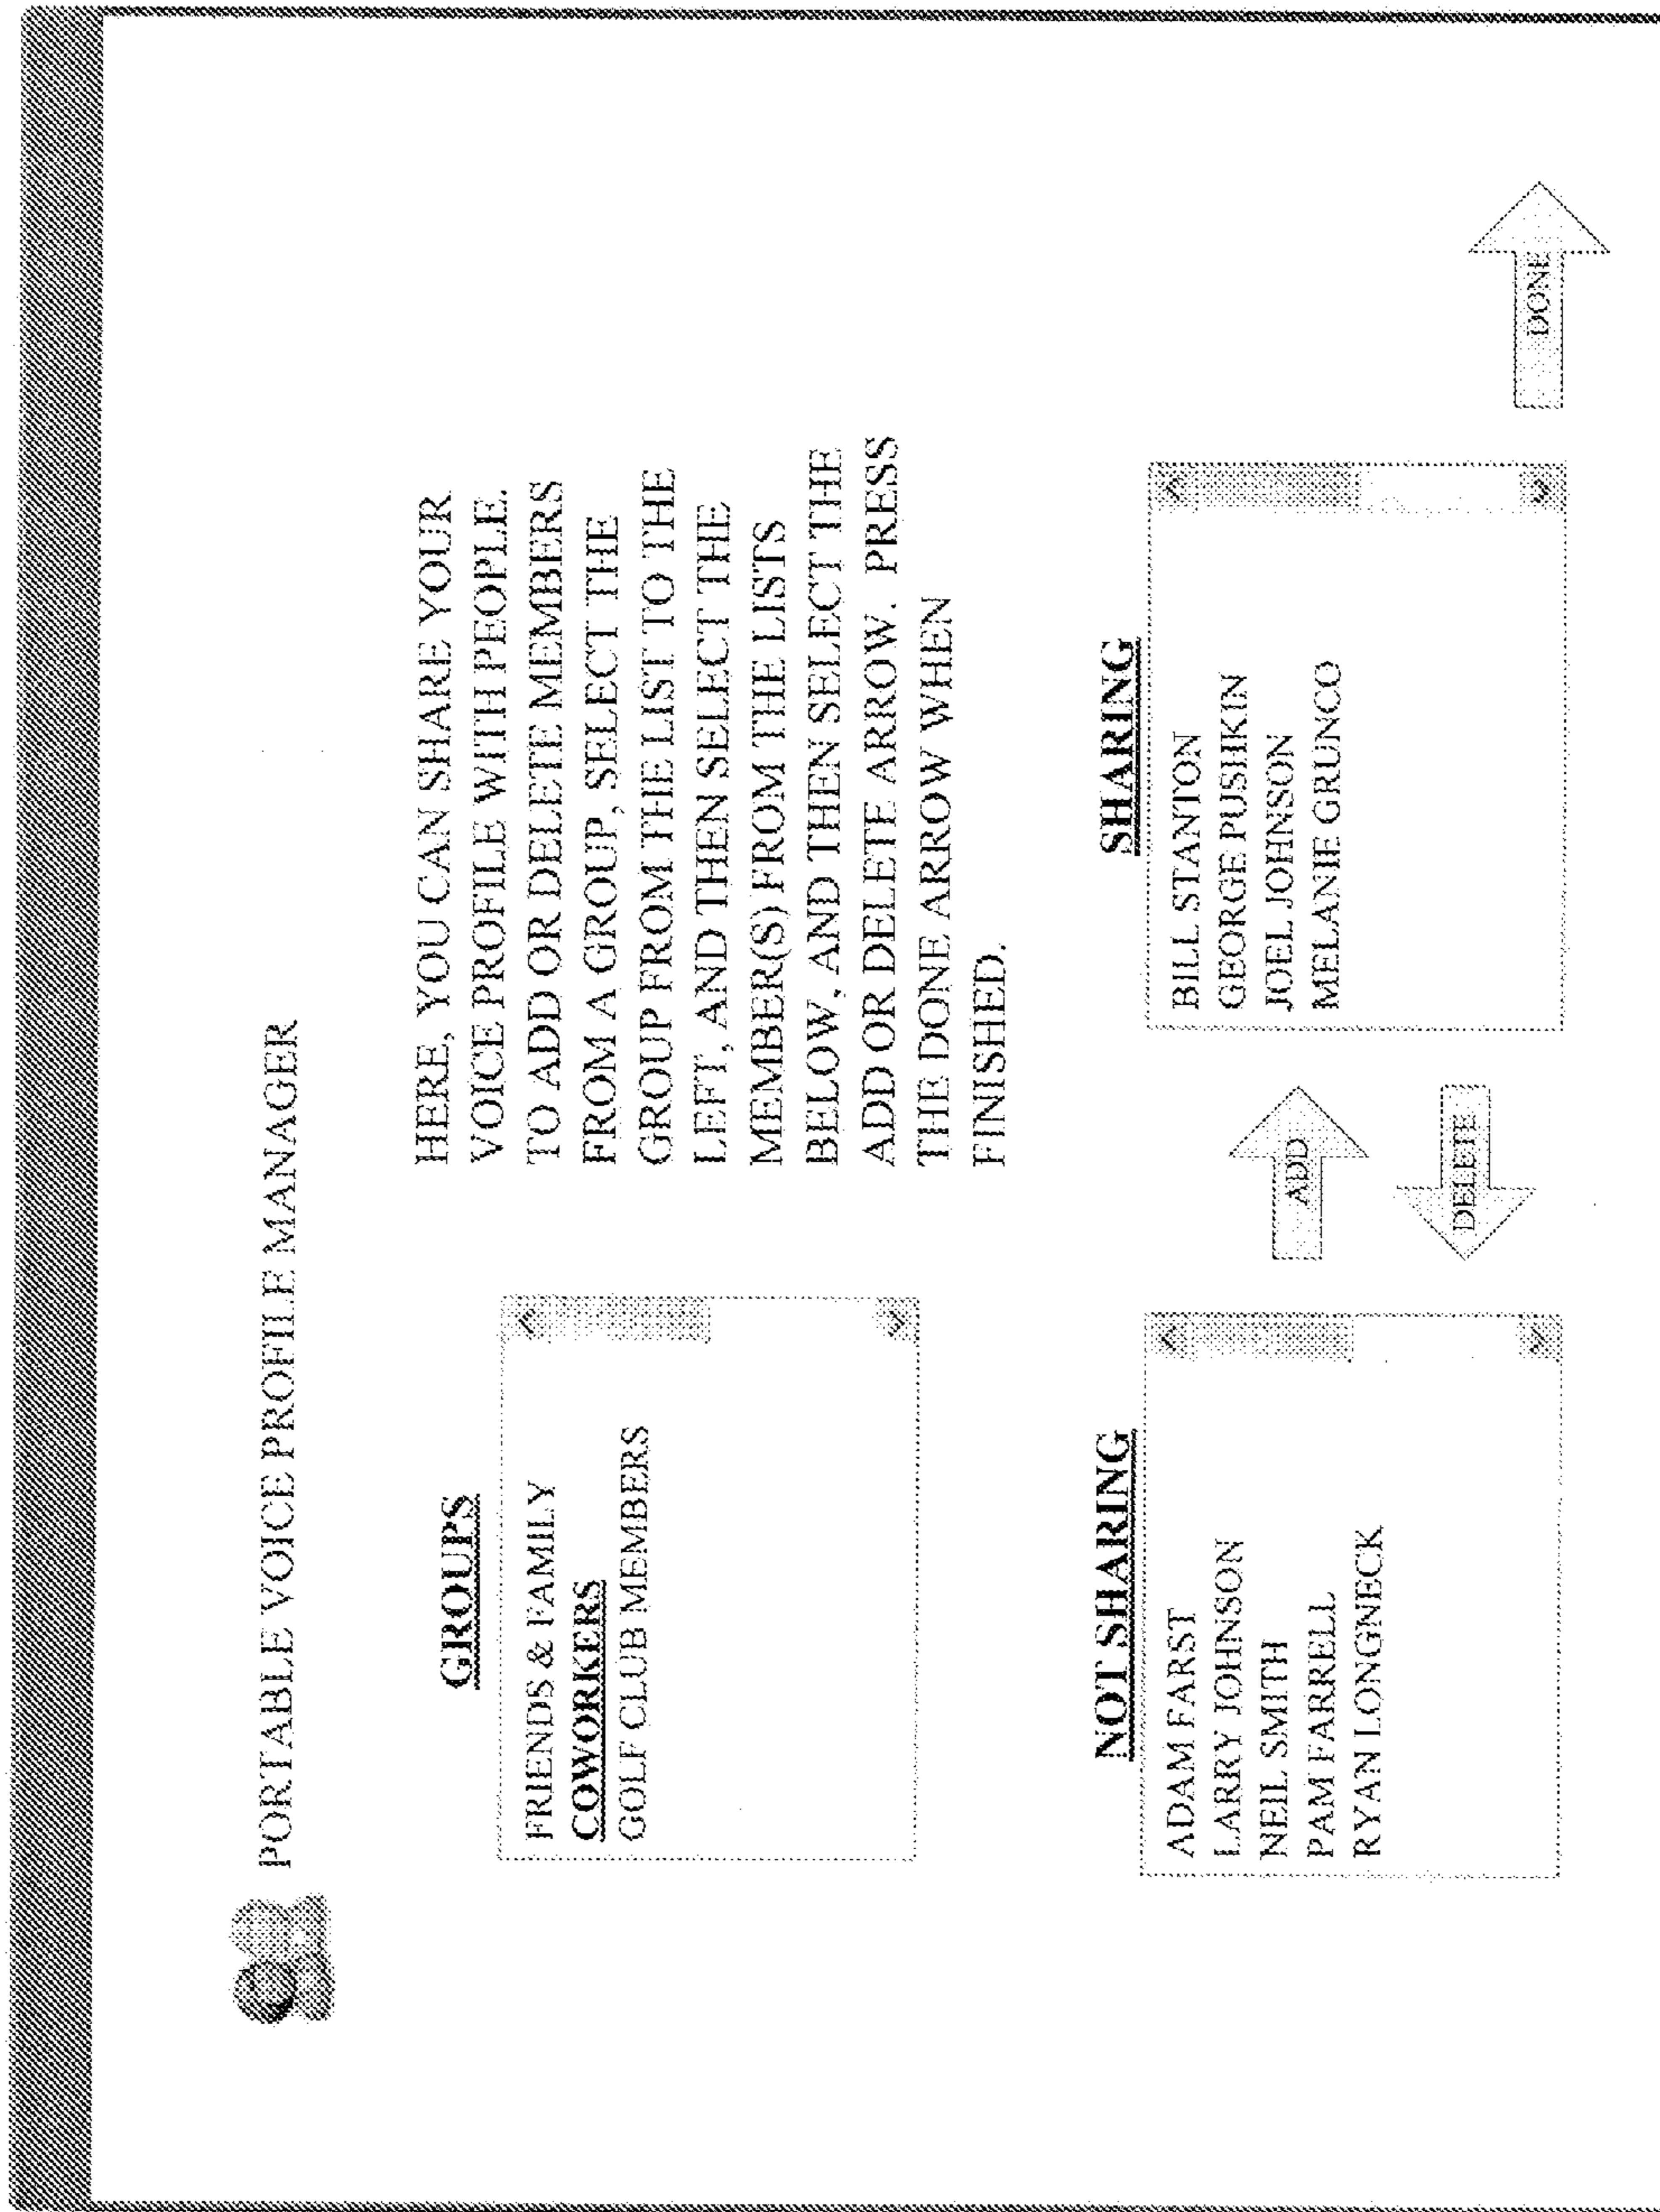 PORTABLE VOICE PROFILE MANAGER
GROUPS
FRIENDS & FAMILY
COWORKERS
GOLF CLUB MEMBERS
HERE, YOU CAN SHARE YOUR
VOICE PROFILE WITH PEOPLE.
TO ADD OR DELETE MEMBERS
FROM A GROUP, SELECT THE
GROUP FROM THE LIST TO THE
LEFT, AND THEN SELECT THE
MEMBER(S) FROM THE LISTS
BELOW, AND THEN SELECT THE
ADD OR DELETE ARROW. PRESS
THE DONE ARROW WHEN
FINISHED.
NOT SHARING
ADAM FARST
LARRY JOHNSON
NEIL SMITH
PAM FARRELL
RYAN LONGNECK
ADD
DELETE
SHARING
BILL STANTON
GEORGE PUSHKIN
JOEL JOHNSON
MELANIE GRUNCO
DONE